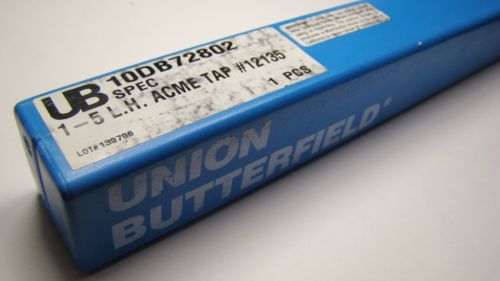 UB 10DB72802
SPEC
1-5 L.H. ACME TAP #12135
1 PCS
LOT# 139798
UNION
BUTTERFIELD®